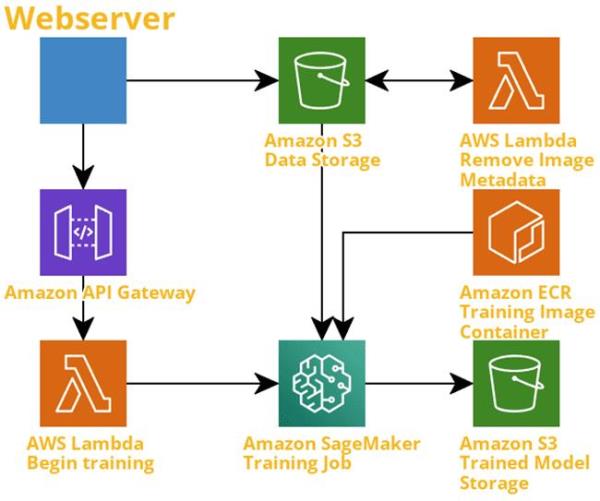 Webserver
Amazon S3
Data Storage
AWS Lambda
Remove Image
Metadata
Amazon API Gateway
Amazon ECR
Training Image
Container
AWS Lambda
Begin training
Amazon SageMaker
Training Job
Amazon S3
Trained Model
Storage